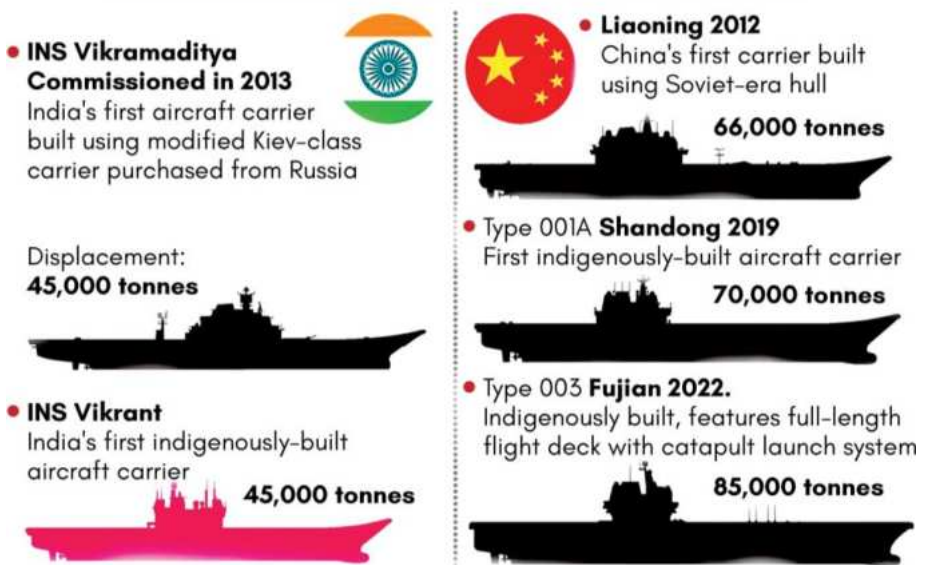 INS Vikramaditya
Commissioned in 2013
India's first aircraft carrier
built using modified Kiev-class
carrier purchased from Russia
Displacement:
45,000 tonnes
INS Vikrant
India's first indigenously-built
aircraft carrier
45,000 tonnes
Liaoning 2012
China's first carrier built
using Soviet-era hull
66,000 tonnes
Type 001A Shandong 2019
First indigenously-built aircraft carrier
70,000 tonnes
Type 003 Fujian 2022.
Indigenously built, features full-length
flight deck with catapult launch system
85,000 tonnes